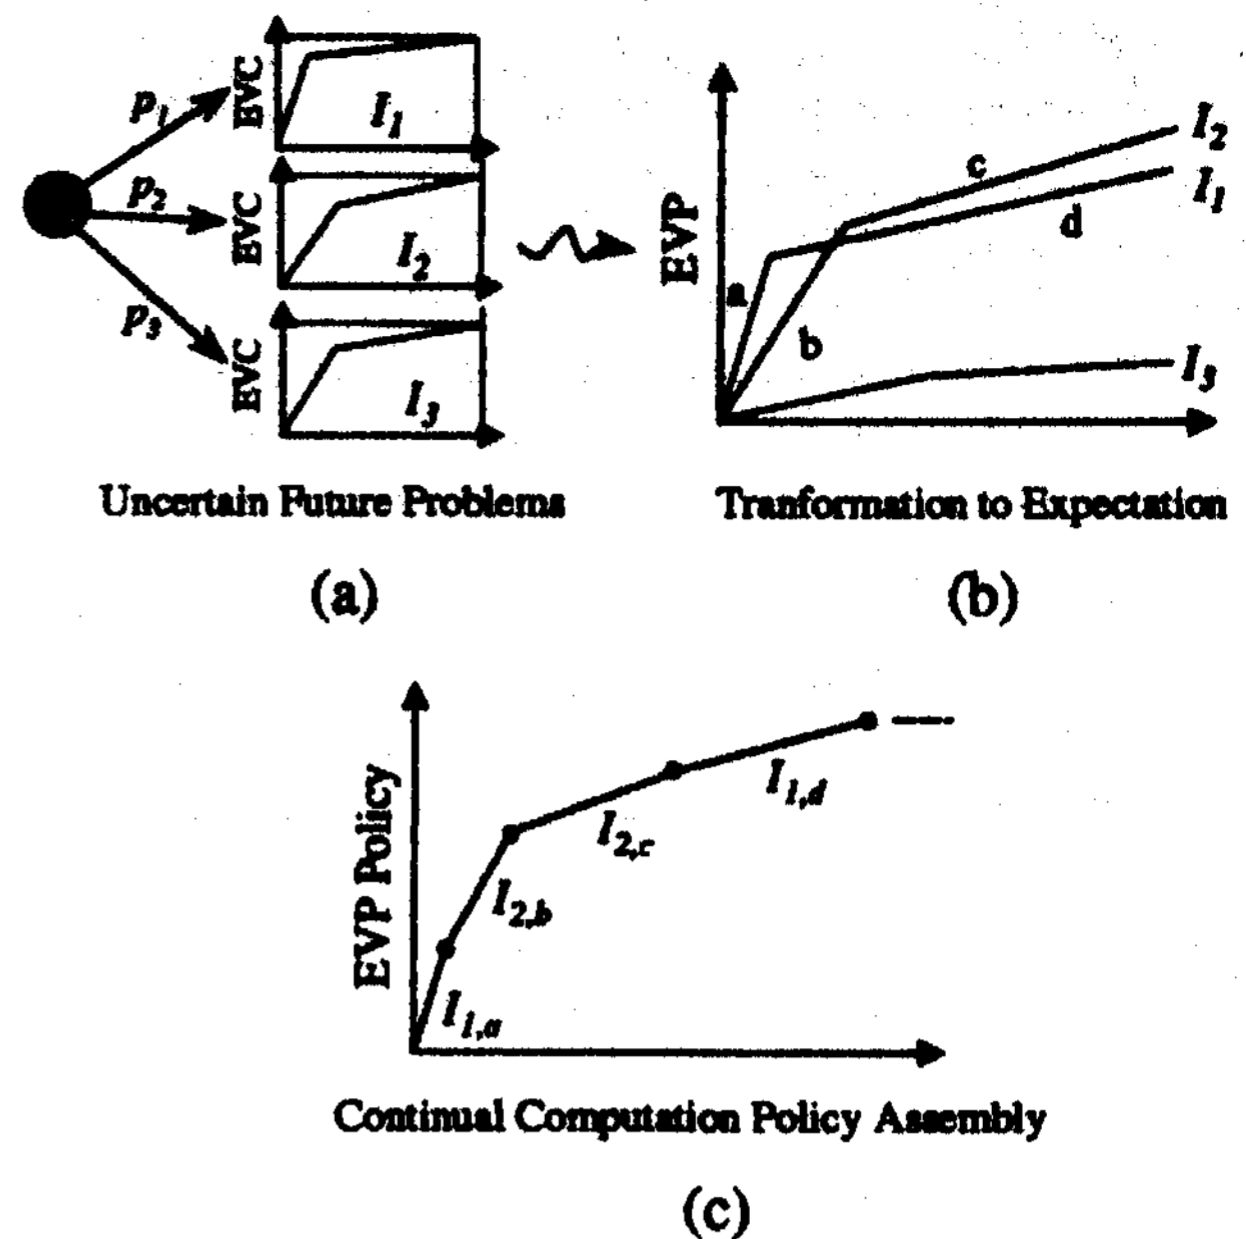 p1
p2
p3
EVC
I1
EVC
I2
EVC
I3
Uncertain Future Problems
(a)
EVP
a
b
c
d
I2
I1
I3
Tranformation to Expectation
(b)
EVP Policy
I1,a
I2,b
I2,c
I1,d
Continual Computation Policy Assembly
(c)